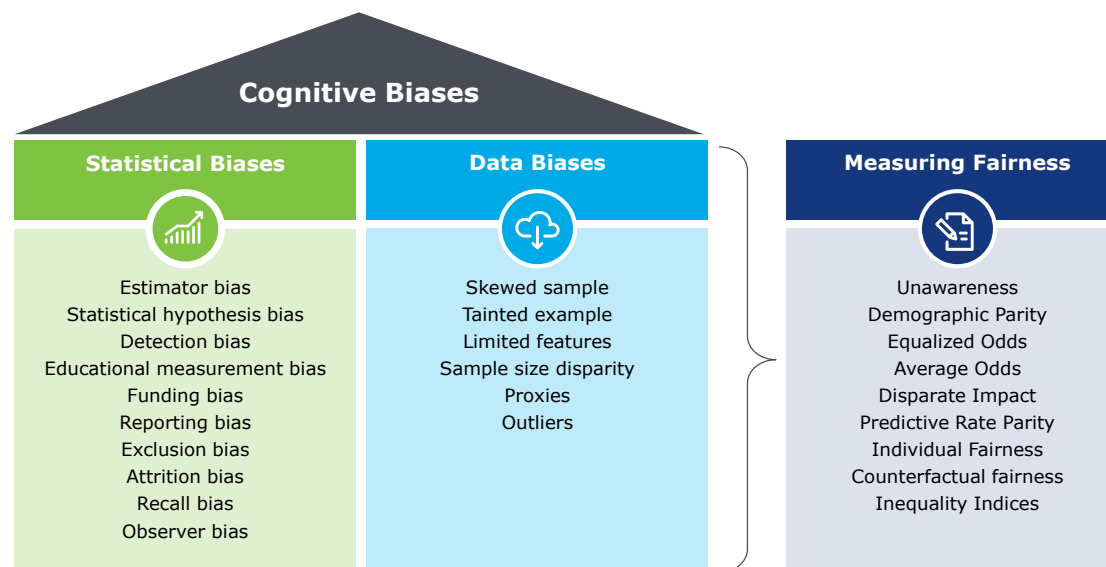 Cognitive Biases
Statistical Biases
Estimator bias
Statistical hypothesis bias
Detection bias
Educational measurement bias
Funding bias
Reporting bias
Exclusion bias
Attrition bias
Recall bias
Observer bias
Data Biases
Skewed sample
Tainted example
Limited features
Sample size disparity
Proxies
Outliers
Measuring Fairness
Unawareness
Demographic Parity
Equalized Odds
Average Odds
Disparate Impact
Predictive Rate Parity
Individual Fairness
Counterfactual fairness
Inequality Indices